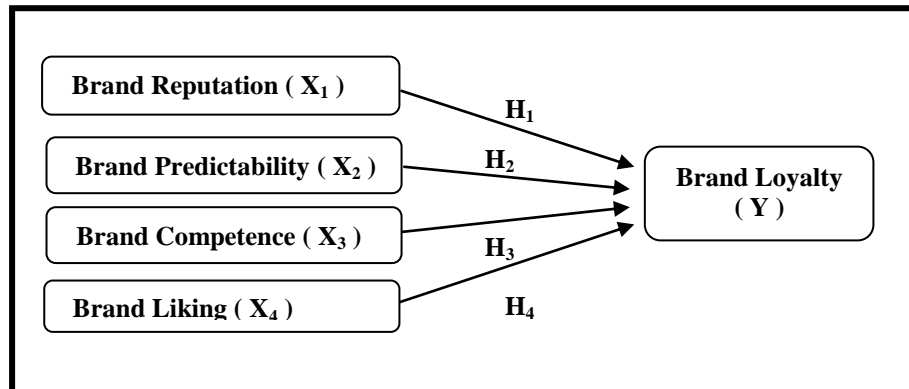 Brand Reputation ( X₁ )
H₁
Brand Predictability ( X₂ )
H₂
Brand Loyalty
( Y )
Brand Competence ( X₃ )
H₃
Brand Liking ( X₄ )
H₄